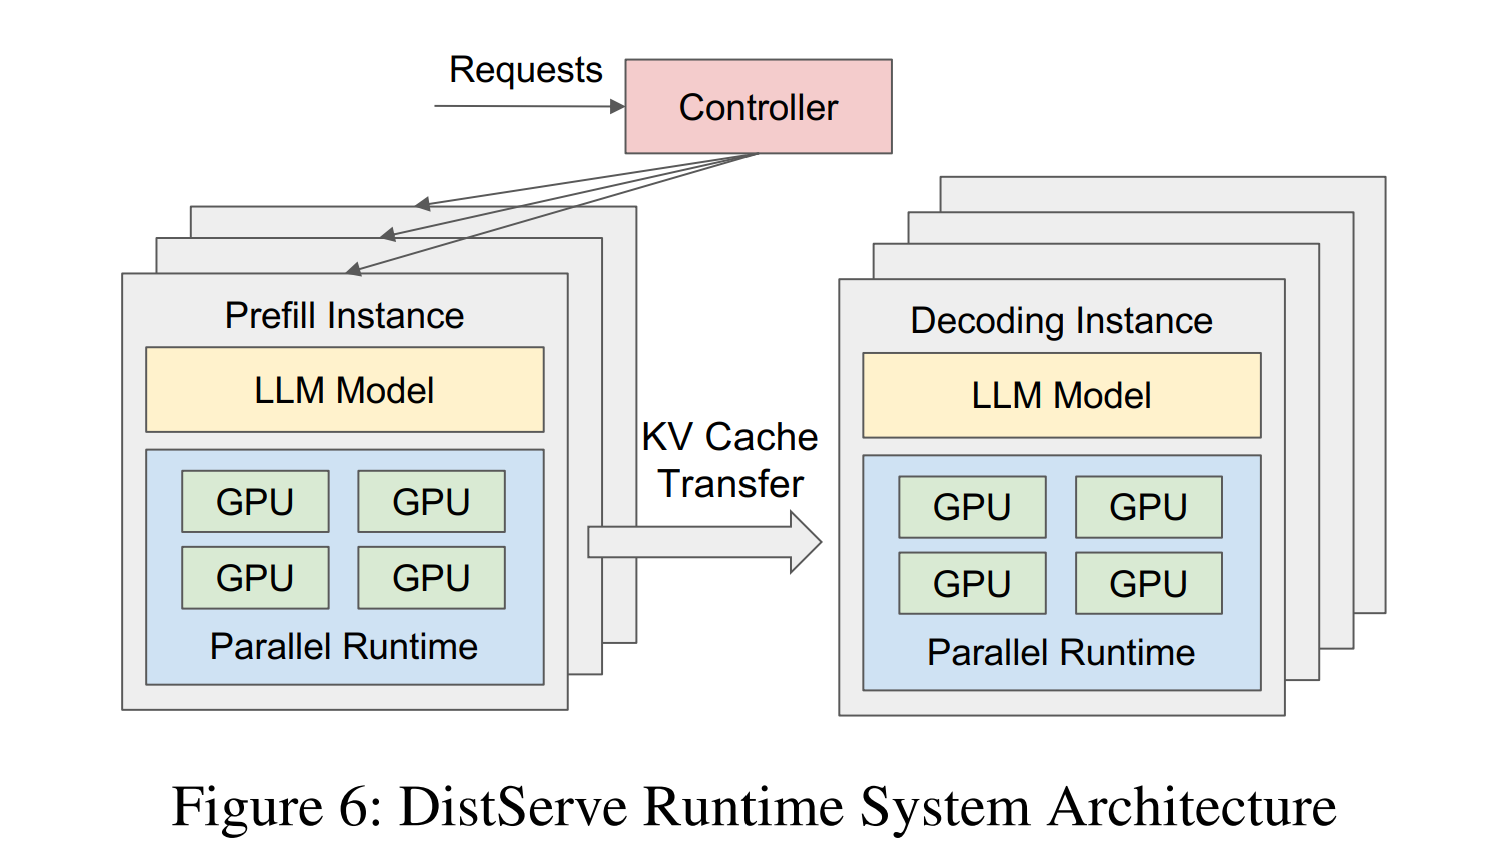 Requests
Controller
Prefill Instance
LLM Model
GPU GPU
GPU GPU
Parallel Runtime
KV Cache
Transfer
Decoding Instance
LLM Model
GPU GPU
GPU GPU
Parallel Runtime
Figure 6: DistServe Runtime System Architecture